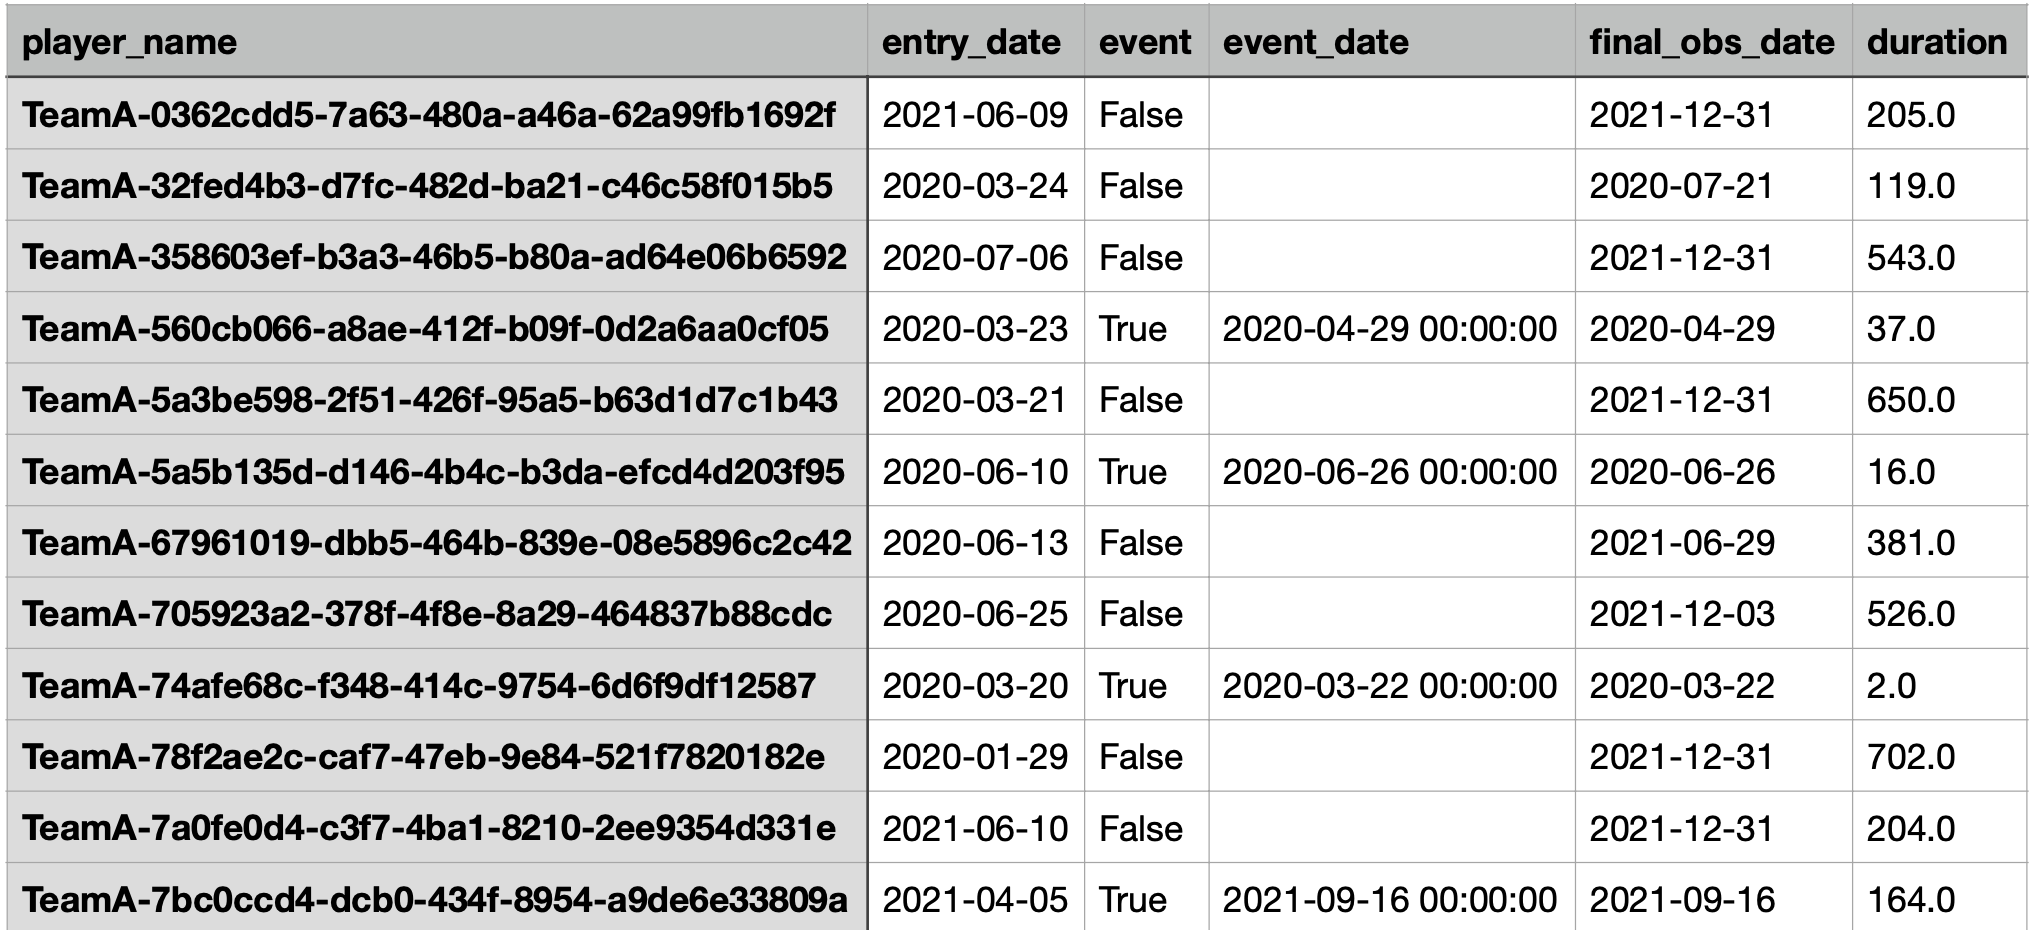 player_name entry_date event event_date final_obs_date duration
TeamA-0362cdd5-7a63-480a-a46a-62a99fb1692f 2021-06-09 False 2021-12-31 205.0
TeamA-32fed4b3-d7fc-482d-ba21-c46c58f015b5 2020-03-24 False 2020-07-21 119.0
TeamA-358603ef-b3a3-46b5-b80a-ad64e06b6592 2020-07-06 False 2021-12-31 543.0
TeamA-560cb066-a8ae-412f-b09f-0d2a6aa0cf05 2020-03-23 True 2020-04-29 00:00:00 2020-04-29 37.0
TeamA-5a3be598-2f51-426f-95a5-b63d1d7c1b43 2020-03-21 False 2021-12-31 650.0
TeamA-5a5b135d-d146-4b4c-b3da-efcd4d203f95 2020-06-10 True 2020-06-26 00:00:00 2020-06-26 16.0
TeamA-67961019-dbb5-464b-839e-08e5896c2c42 2020-06-13 False 2021-06-29 381.0
TeamA-705923a2-378f-4f8e-8a29-464837b88cdc 2020-06-25 False 2021-12-03 526.0
TeamA-74afe68c-f348-414c-9754-6d6f9df12587 2020-03-20 True 2020-03-22 00:00:00 2020-03-22 2.0
TeamA-78f2ae2c-caf7-47eb-9e84-521f7820182e 2020-01-29 False 2021-12-31 702.0
TeamA-7a0fe0d4-c3f7-4ba1-8210-2ee9354d331e 2021-06-10 False 2021-12-31 204.0
TeamA-7bc0ccd4-dcb0-434f-8954-a9de6e33809a 2021-04-05 True 2021-09-16 00:00:00 2021-09-16 164.0